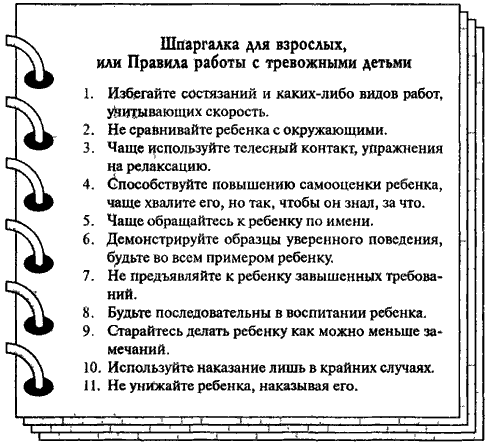 Шпаргалка для взрослых,
или Правила работы с тревожными детьми
1. Избегайте состязаний и каких-либо видов работ,
учитывающих скорость.
2. Не сравнивайте ребенка с окружающими.
3. Чаще используйте телесный контакт, упражнения
на релаксацию.
4. Способствуйте повышению самооценки ребенка,
чаще хвалите его, но так, чтобы он знал, за что.
5. Чаще обращайтесь к ребенку по имени.
6. Демонстрируйте образцы уверенного поведения,
будьте во всем примером ребенку.
7. Не предъявляйте к ребенку завышенных требова-
ний.
8. Будьте последовательны в воспитании ребенка.
9. Старайтесь делать ребенку как можно меньше за-
мечаний.
10. Используйте наказание лишь в крайних случаях.
11. Не унижайте ребенка, наказывая его.